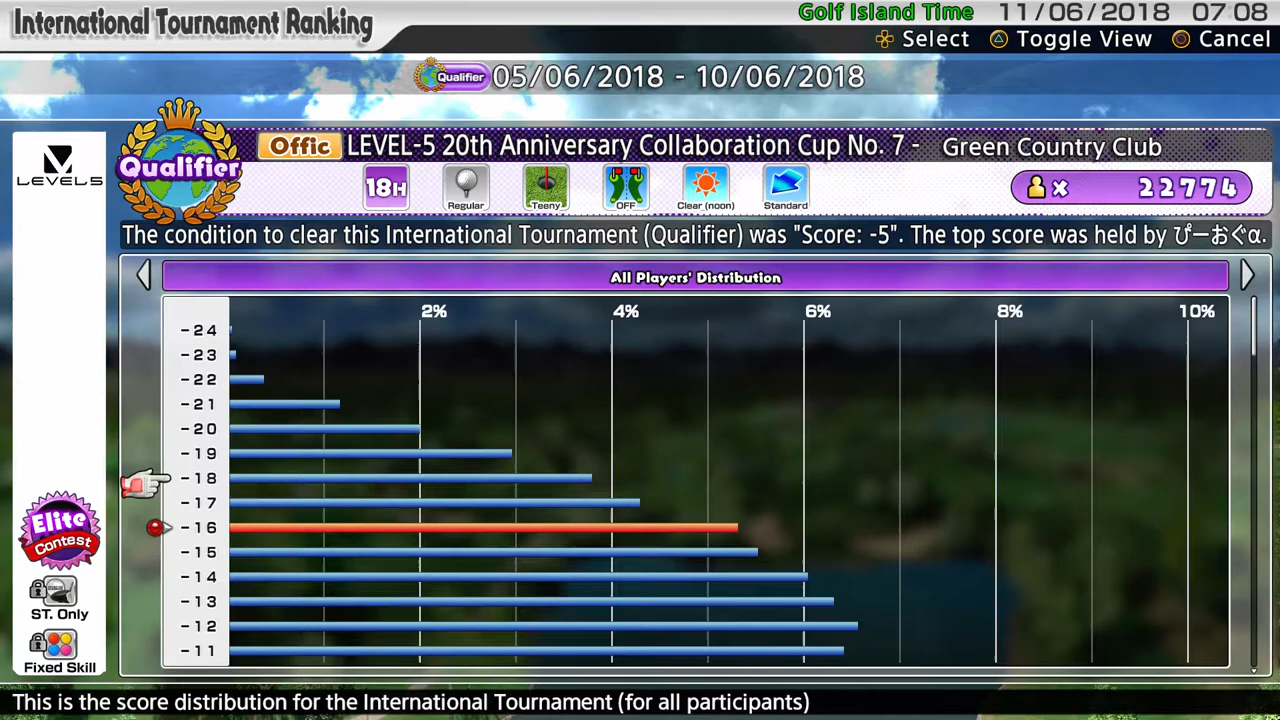 International Tournament Ranking
Golf Island Time 11/06/2018 07.08
Select Toggle View Cancel
Qualifier 05/06/2018 - 10/06/2018
LEVEL5
Qualifier
Offic LEVEL-5 20th Anniversary Collaboration Cup No. 7 - Green Country Club
18H
Regular
Teeny
OFF
Clear (noon)
Standard
x 22774
The condition to clear this International Tournament (Qualifier) was "Score: -5". The top score was held by ぴーおぐα.
All Players' Distribution
2% 4% 6% 8% 10%
-24
-23
-22
-21
-20
-19
-18
-17
-16
-15
-14
-13
-12
-11
Elite
Contest
ST. Only
Fixed Skill
This is the score distribution for the International Tournament (for all participants)